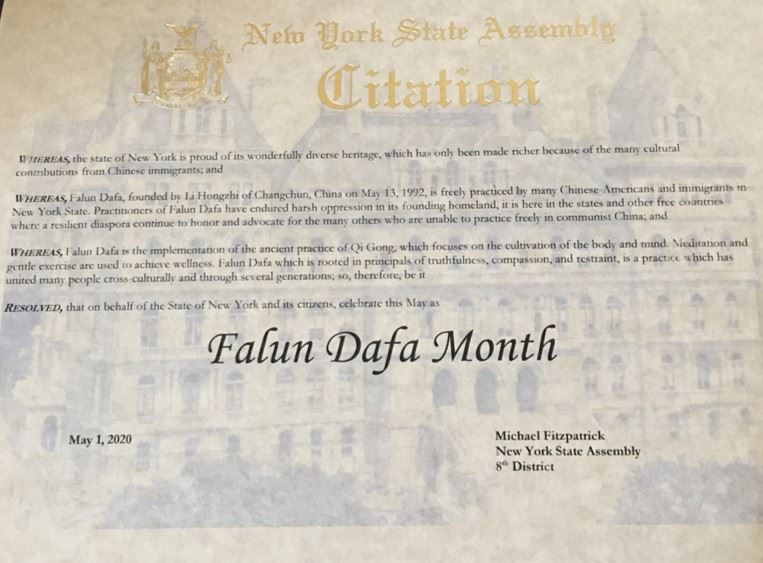 New York State Assembly
Citation
WHEREAS, the state of New York is proud of its wonderfully diverse heritage, which has only been made richer because of the many cultural
contributions from Chinese immigrants; and
WHEREAS, Falun Dafa, founded by Li Hongzhi of Changchun, China on May 13, 1992, is freely practiced by many Chinese-Americans and immigrants in
New York State. Practitioners of Falun Dafa have endured harsh oppression in its founding homeland, it is here in the states and other free countries
where a resilient diaspora continue to honor and advocate for the many others who are unable to practice freely in communist China; and
WHEREAS, Falun Dafa is the implementation of the ancient practice of Qi Gong, which focuses on the cultivation of the body and mind. Meditation and
gentle exercise are used to achieve wellness. Falun Dafa which is rooted in principals of truthfulness, compassion, and restraint, is a practice which has
united many people cross-culturally and through several generations; so, therefore, be it
RESOLVED, that on behalf of the State of New York and its citizens, celebrate this May as
Falun Dafa Month
May 1, 2020
Michael Fitzpatrick
New York State Assembly
8th District